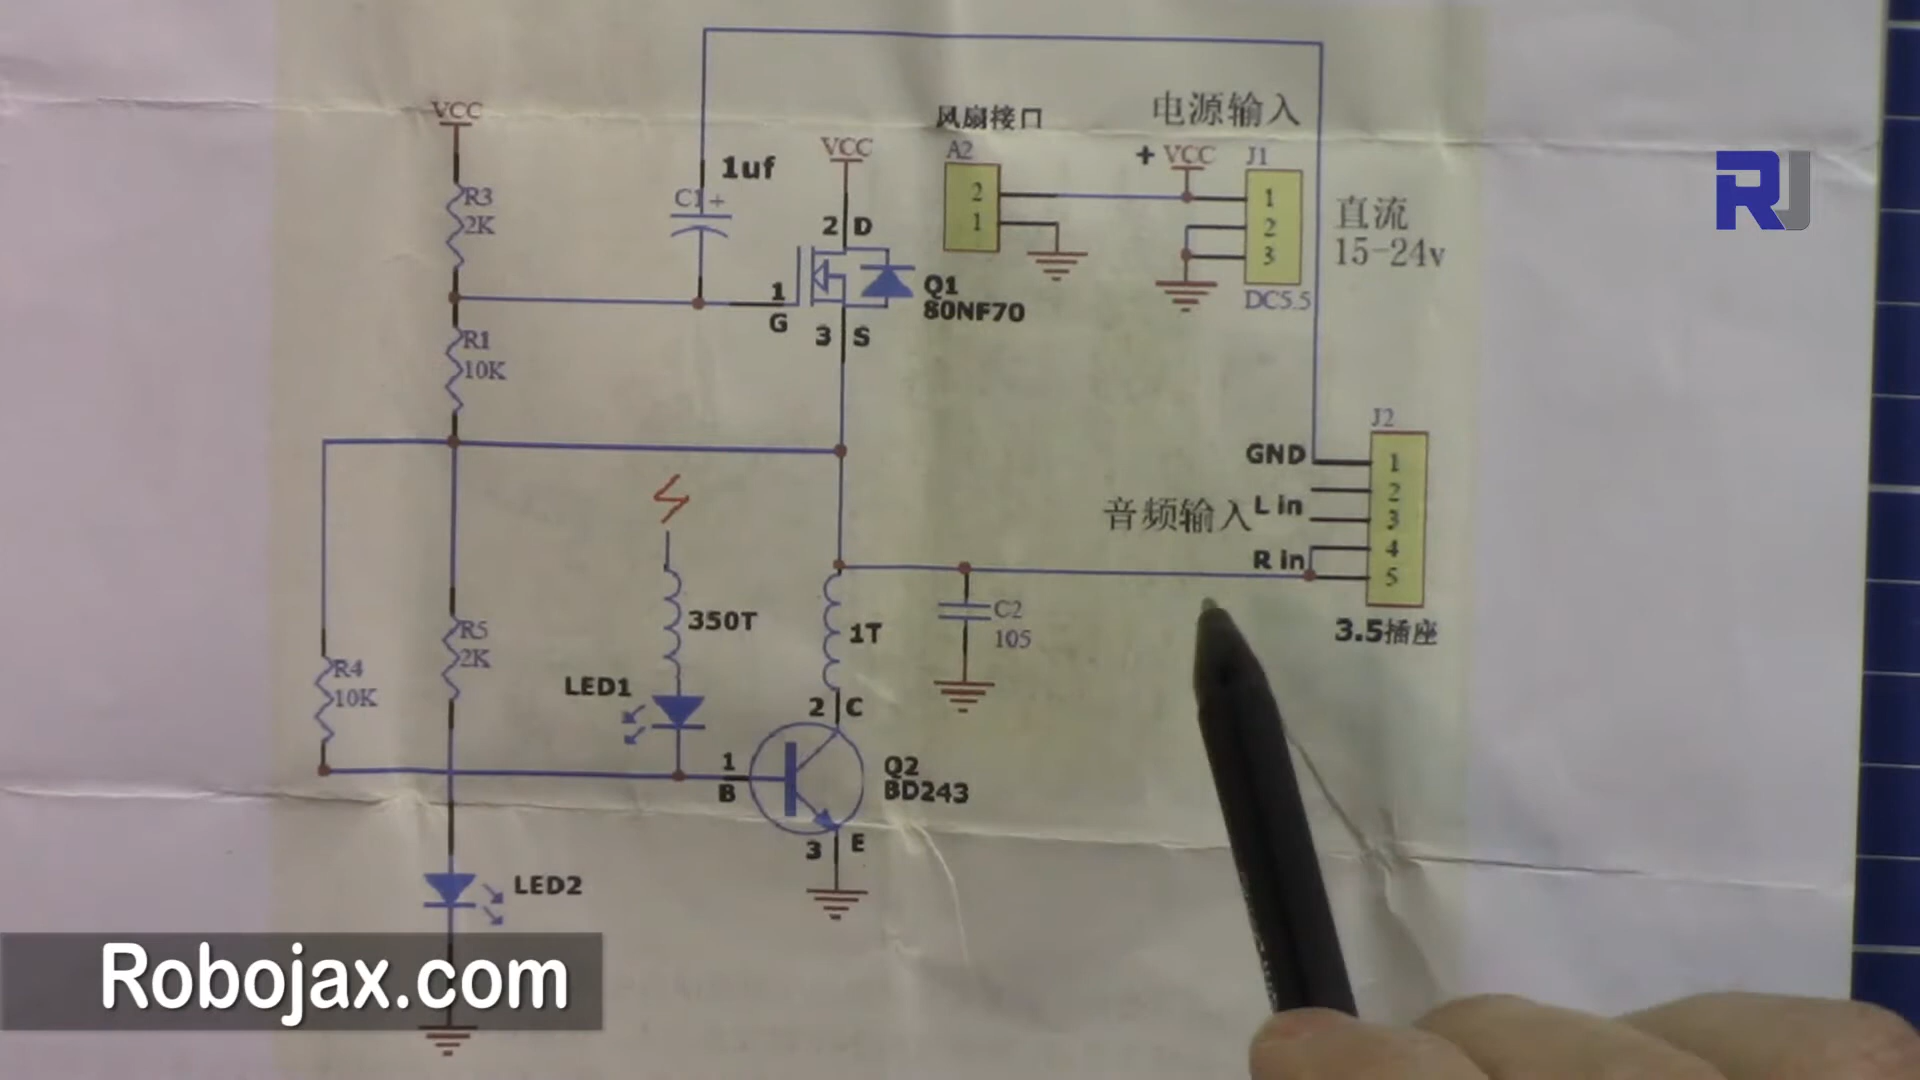 VCC
R3
2K
R1
10K
R4
10K
R5
2K
LED2
1uf
C1 +
VCC
2 D
1
G
3 S
Q1
80NF70
风扇接口
A2
2
1
电源输入
+ VCC
J1
1
2
3
DC5.5
直流
15-24v
J2
GND
1
2
L in
3
音频输入
R in
4
5
3.5插座
350T
1T
LED1
C2
105
2 C
1
B
Q2
BD243
3 E
RJ
Robojax.com